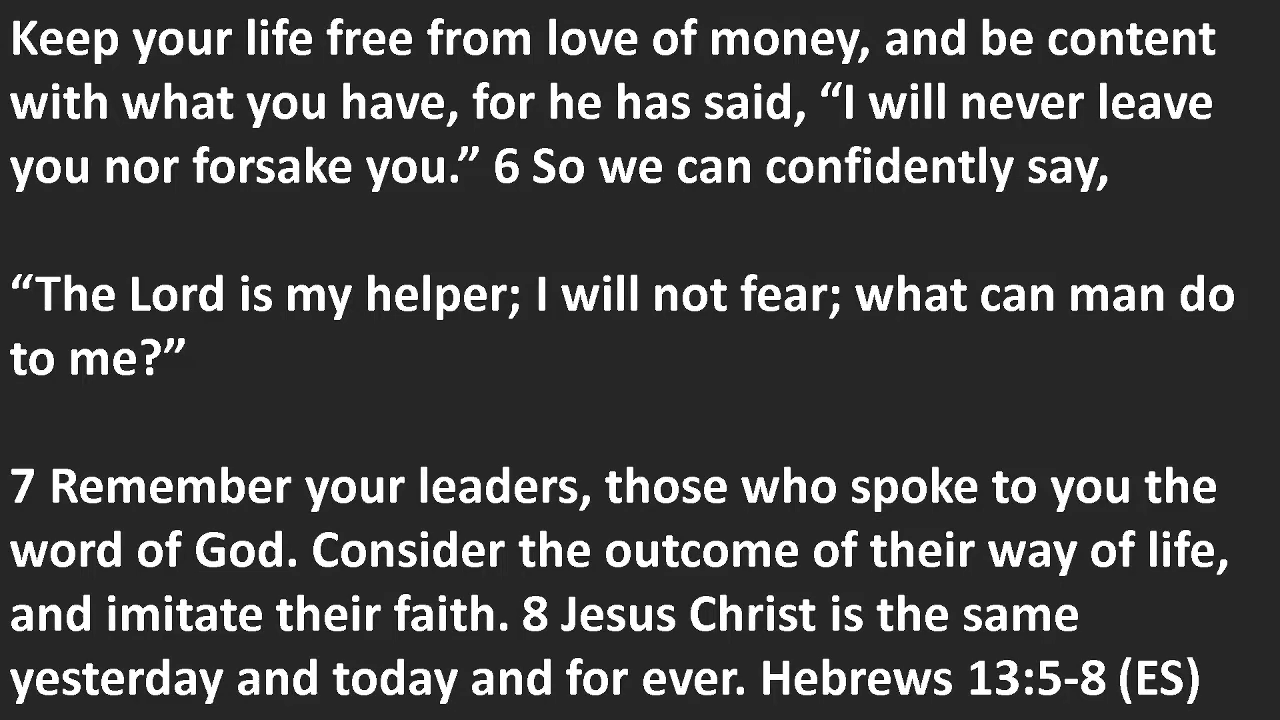 Keep your life free from love of money, and be content
with what you have, for he has said, “I will never leave
you nor forsake you.” 6 So we can confidently say,
“The Lord is my helper; I will not fear; what can man do
to me?”
7 Remember your leaders, those who spoke to you the
word of God. Consider the outcome of their way of life,
and imitate their faith. 8 Jesus Christ is the same
yesterday and today and for ever. Hebrews 13:5-8 (ES)